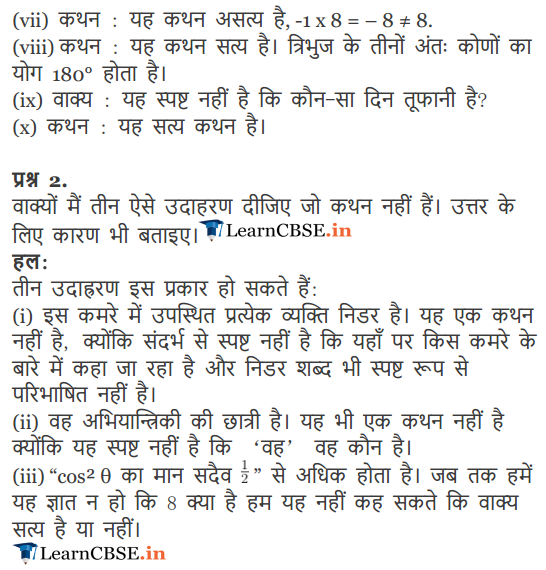 (vii) कथन : यह कथन असत्य है, -1 x 8 = – 8 ≠ 8.
(viii) कथन : यह कथन सत्य है। त्रिभुज के तीनों अंतः कोणों का
योग 180° होता है।
(ix) वाक्य : यह स्पष्ट नहीं है कि कौन-सा दिन तूफानी है?
(x) कथन : यह सत्य कथन है।
प्रश्न 2.
वाक्यों मैं तीन ऐसे उदाहरण दीजिए जो कथन नहीं हैं। उत्तर के
लिए कारण भी बताइए। LearnCBSE.in
हल:
तीन उदाह्ररण इस प्रकार हो सकते हैं:
(i) इस कमरे में उपस्थित प्रत्येक व्यक्ति निडर है। यह एक कथन
नहीं है, क्योंकि संदर्भ से स्पष्ट नहीं है कि यहाँ पर किस कमरे के
बारे में कहा जा रहा है और निडर शब्द भी स्पष्ट रूप से
परिभाषित नहीं है।
(ii) वह अभियान्त्रिकी की छात्री है। यह भी एक कथन नहीं है
क्योंकि यह स्पष्ट नहीं है कि ‘वह’ वह कौन है।
(iii) “cos² θ का मान सदैव 1/2 ” से अधिक होता है। जब तक हमें
यह ज्ञात न हो कि 8 क्या है हम यह नहीं कह सकते कि वाक्य
सत्य है या नहीं।
LearnCBSE.in